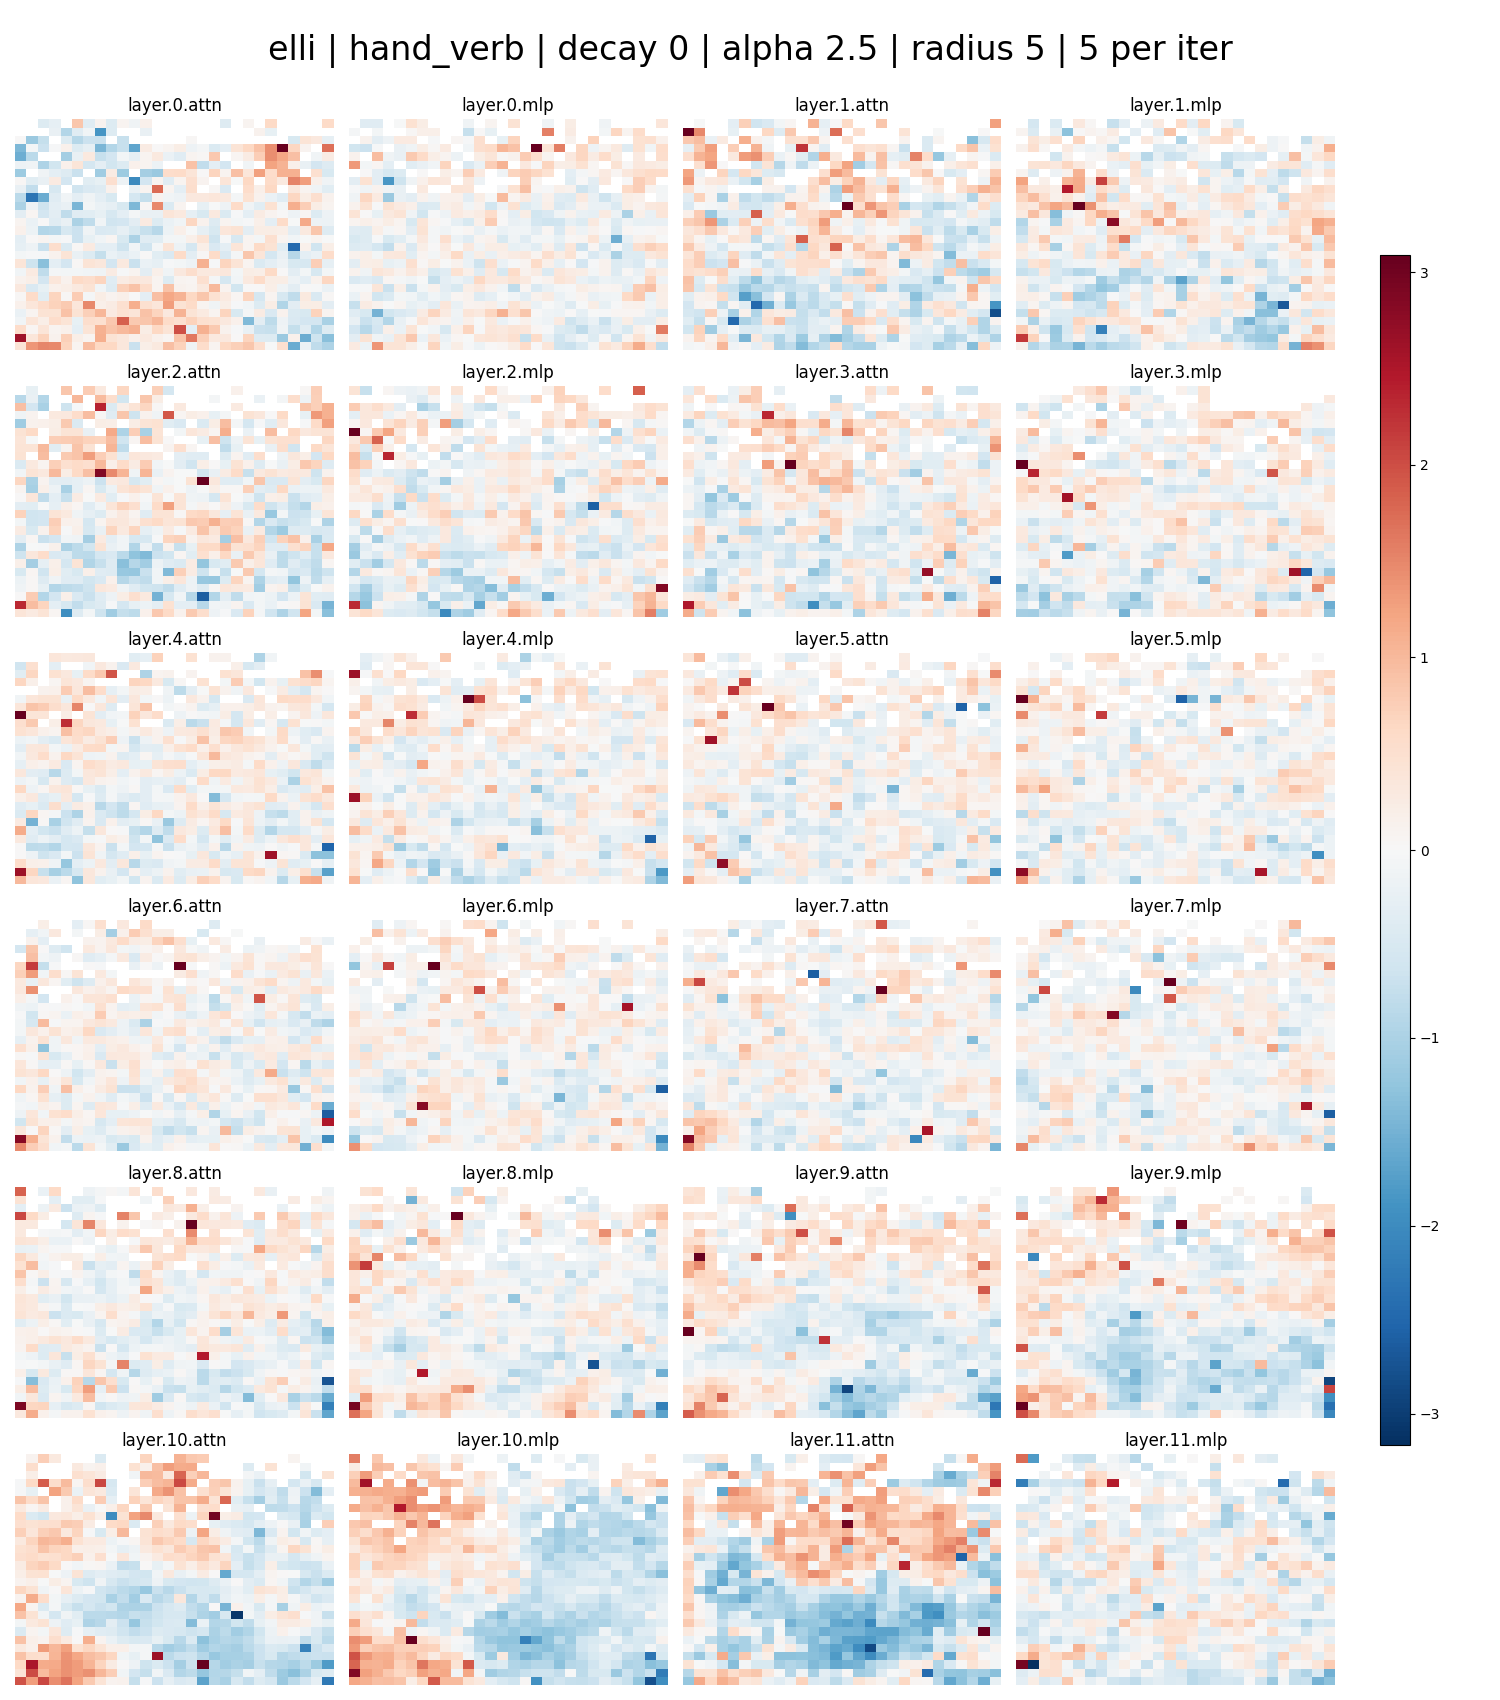 elli | hand_verb | decay 0 | alpha 2.5 | radius 5 | 5 per iter
layer.0.attn
layer.0.mlp
layer.1.attn
layer.1.mlp
layer.2.attn
layer.2.mlp
layer.3.attn
layer.3.mlp
layer.4.attn
layer.4.mlp
layer.5.attn
layer.5.mlp
layer.6.attn
layer.6.mlp
layer.7.attn
layer.7.mlp
layer.8.attn
layer.8.mlp
layer.9.attn
layer.9.mlp
layer.10.attn
layer.10.mlp
layer.11.attn
layer.11.mlp
3
2
1
0
−1
−2
−3